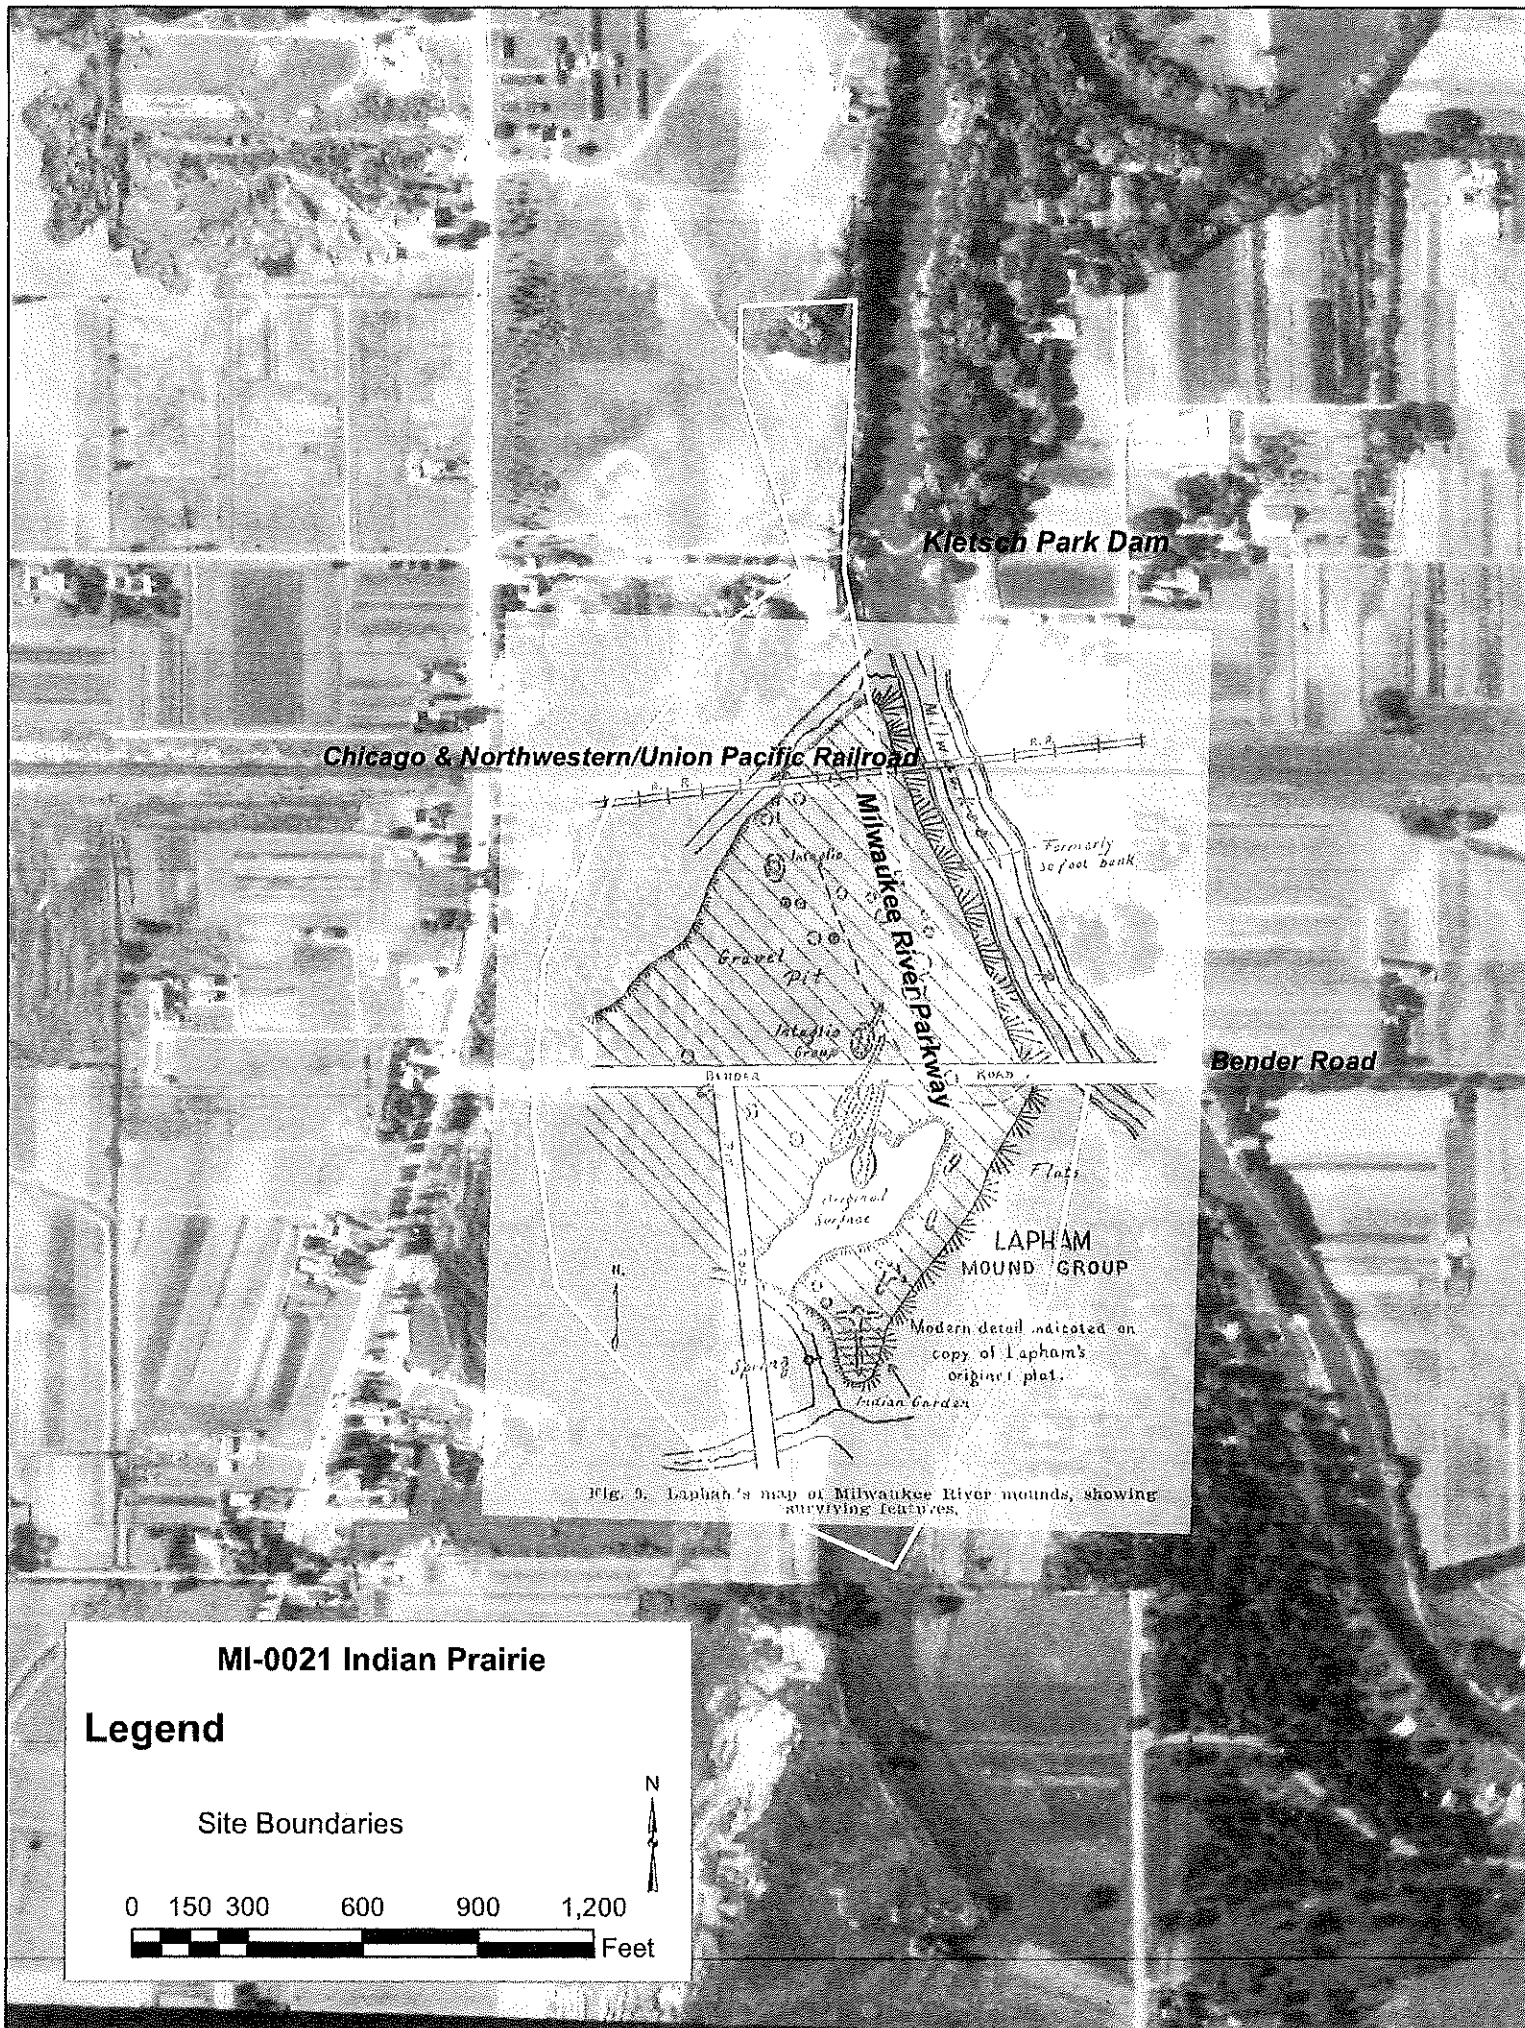 Kletsch Park Dam
Chicago & Northwestern/Union Pacific Railroad
R. R.
R. R.
Milwaukee
Milwaukee River Parkway
Formerly
30 foot bank
Intaglio
Gravel
Pit
Intaglio
Group
BENDER ROAD.
Bender Road
Flats
Original
Surface
LAPHAM
MOUND GROUP
N.
Modern detail indicated on
copy of Lapham's
original plat.
Spring
Indian Garden
Fig. 9. Lapham's map of Milwaukee River mounds, showing
surviving features.
MI-0021 Indian Prairie
Legend
N
Site Boundaries
0 150 300 600 900 1,200
Feet